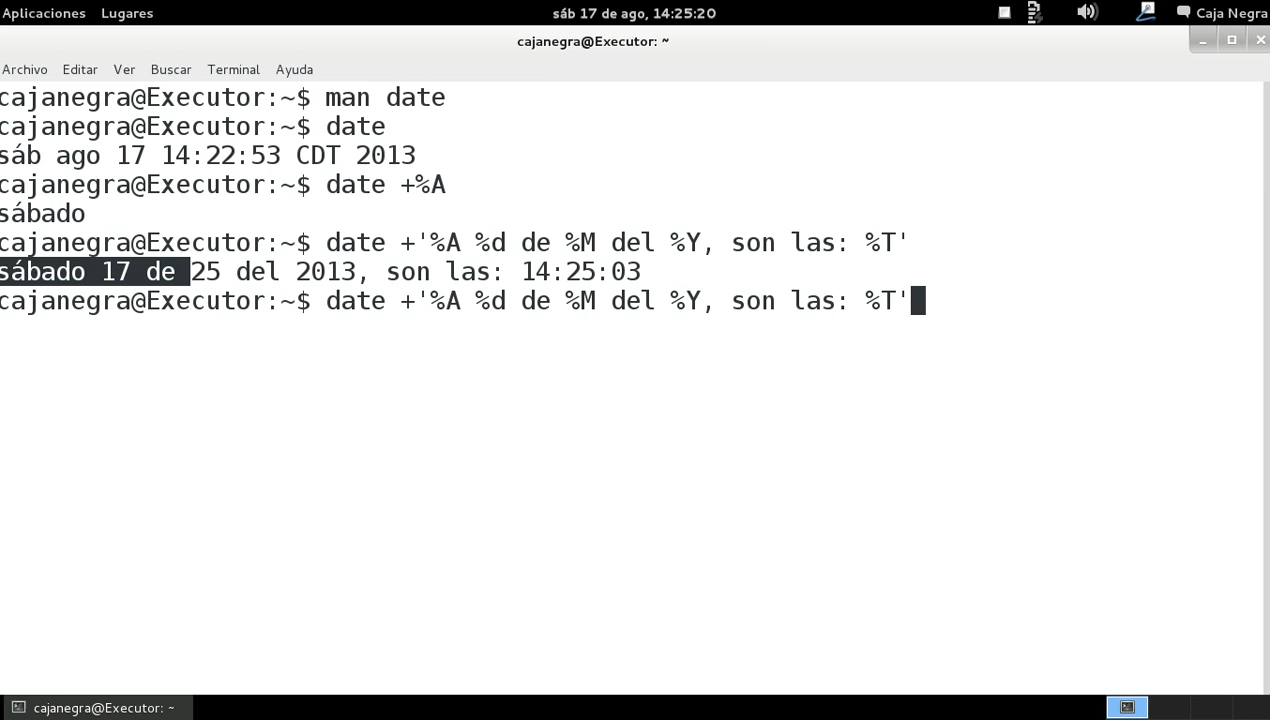 Aplicaciones Lugares sáb 17 de ago, 14:25:20 Caja Negra
cajanegra@Executor: ~
Archivo Editar Ver Buscar Terminal Ayuda
cajanegra@Executor:~$ man date
cajanegra@Executor:~$ date
sáb ago 17 14:22:53 CDT 2013
cajanegra@Executor:~$ date +%A
sábado
cajanegra@Executor:~$ date +'%A %d de %M del %Y, son las: %T'
sábado 17 de 25 del 2013, son las: 14:25:03
cajanegra@Executor:~$ date +'%A %d de %M del %Y, son las: %T'
cajanegra@Executor: ~